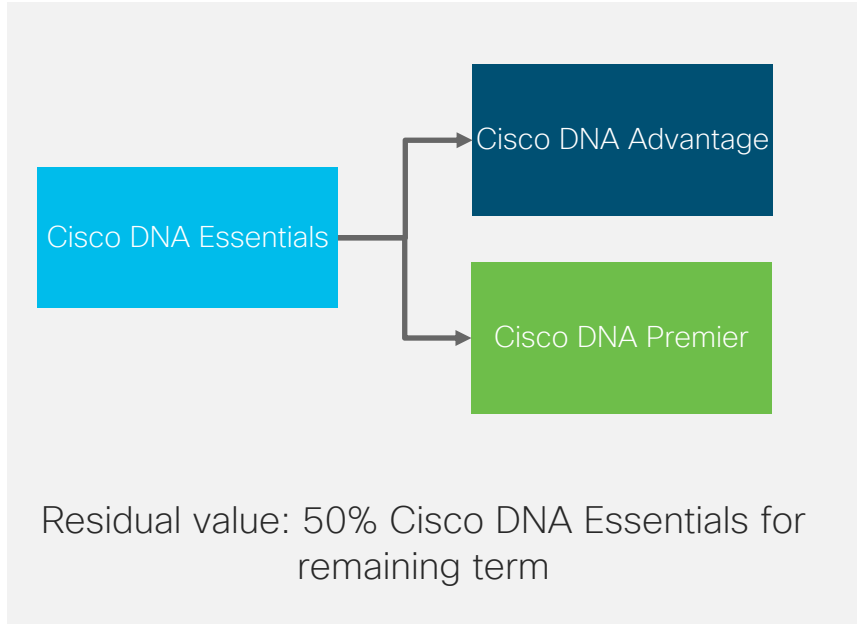 Cisco DNA Advantage
Cisco DNA Essentials
Cisco DNA Premier
Residual value: 50% Cisco DNA Essentials for
remaining term